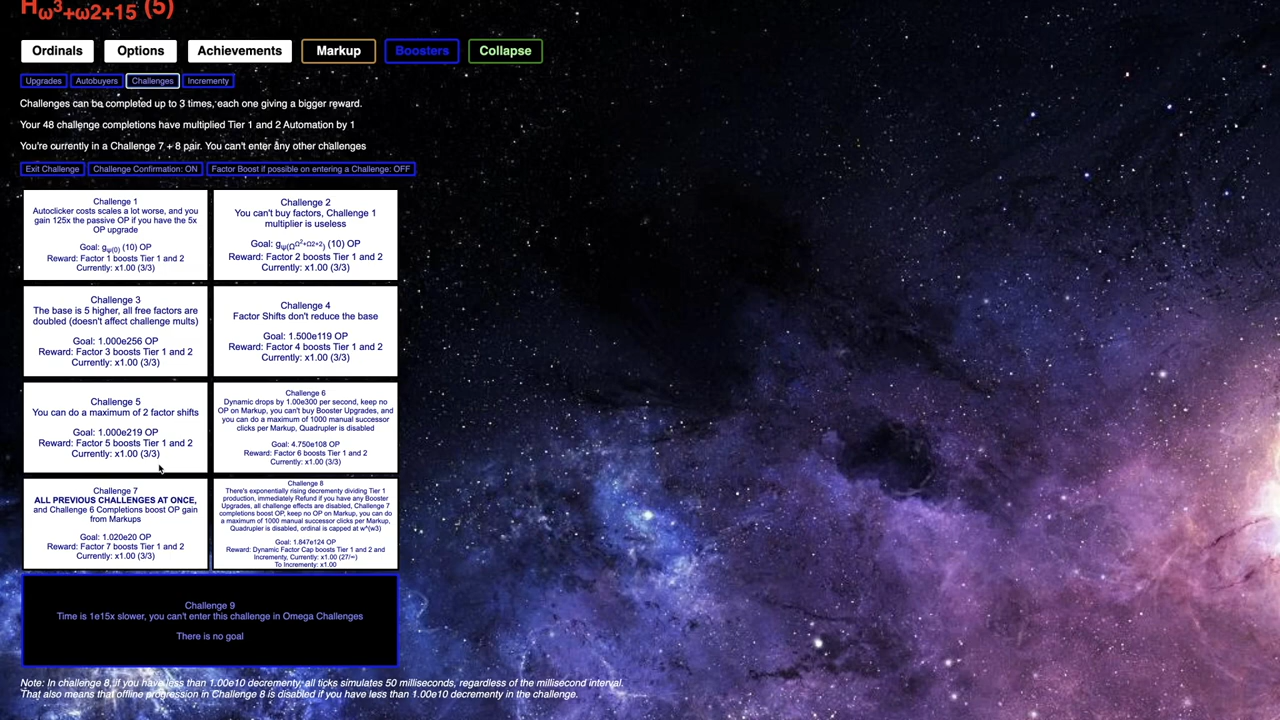 Hω³+ω2+15 (5)
Ordinals Options Achievements Markup Boosters Collapse
Upgrades Autobuyers Challenges Incrementy
Challenges can be completed up to 3 times, each one giving a bigger reward.
Your 48 challenge completions have multiplied Tier 1 and 2 Automation by 1
You're currently in a Challenge 7 + 8 pair. You can't enter any other challenges
Exit Challenge Challenge Confirmation: ON Factor Boost if possible on entering a Challenge: OFF
Challenge 1
Autoclicker costs scales a lot worse, and you
gain 125x the passive OP if you have the 5x
OP upgrade
Goal: gψ(0) (10) OP
Reward: Factor 1 boosts Tier 1 and 2
Currently: x1.00 (3/3)
Challenge 2
You can't buy factors, Challenge 1
multiplier is useless
Goal: gψ(ΩΩ²+Ω2+2) (10) OP
Reward: Factor 2 boosts Tier 1 and 2
Currently: x1.00 (3/3)
Challenge 3
The base is 5 higher, all free factors are
doubled (doesn't affect challenge mults)
Goal: 1.000e256 OP
Reward: Factor 3 boosts Tier 1 and 2
Currently: x1.00 (3/3)
Challenge 4
Factor Shifts don't reduce the base
Goal: 1.500e119 OP
Reward: Factor 4 boosts Tier 1 and 2
Currently: x1.00 (3/3)
Challenge 5
You can do a maximum of 2 factor shifts
Goal: 1.000e219 OP
Reward: Factor 5 boosts Tier 1 and 2
Currently: x1.00 (3/3)
Challenge 6
Dynamic drops by 1.00e300 per second, keep no
OP on Markup, you can't buy Booster Upgrades, and
you can do a maximum of 1000 manual successor
clicks per Markup, Quadrupler is disabled
Goal: 4.750e108 OP
Reward: Factor 6 boosts Tier 1 and 2
Currently: x1.00 (3/3)
Challenge 7
ALL PREVIOUS CHALLENGES AT ONCE,
and Challenge 6 Completions boost OP gain
from Markups
Goal: 1.020e20 OP
Reward: Factor 7 boosts Tier 1 and 2
Currently: x1.00 (3/3)
Challenge 8
There's exponentially rising decrementy dividing Tier 1
production, immediately Refund if you have any Booster
Upgrades, all challenge effects are disabled, Challenge 7
completions boost OP, keep no OP on Markup, you can do
a maximum of 1000 manual successor clicks per Markup,
Quadrupler is disabled, ordinal is capped at w^(w3)
Goal: 1.847e124 OP
Reward: Dynamic Factor Cap boosts Tier 1 and 2 and
Incrementy, Currently: x1.00 (27/∞)
To Incrementy: x1.00
Challenge 9
Time is 1e15x slower, you can't enter this challenge in Omega Challenges
There is no goal
Note: In challenge 8, if you have less than 1.00e10 decrementy, all ticks simulates 50 milliseconds, regardless of the millisecond interval.
That also means that offline progression in Challenge 8 is disabled if you have less than 1.00e10 decrementy in the challenge.